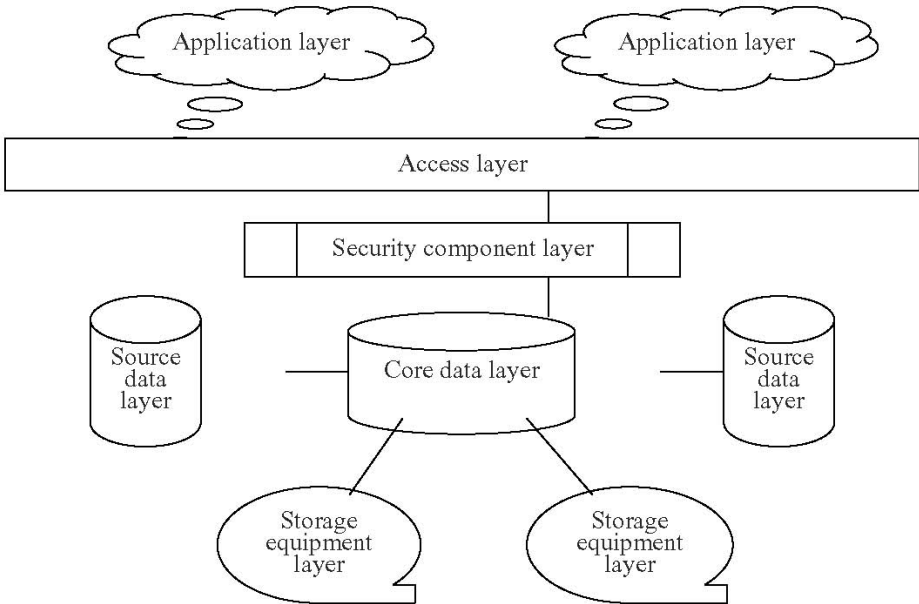 Application layer
Application layer
Access layer
Security component layer
Source
data
layer
Core data layer
Source
data
layer
Storage
equipment
layer
Storage
equipment
layer